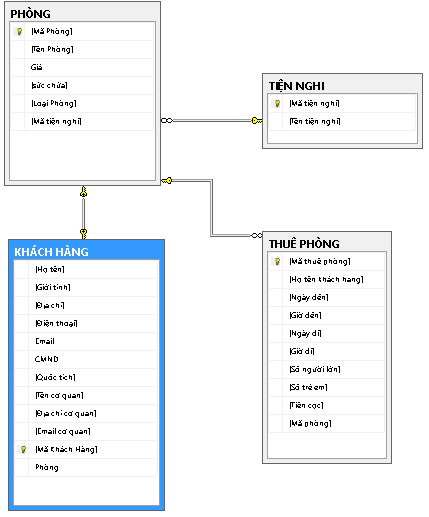 PHÒNG
[Mã Phòng]
[Tên Phòng]
Giá
[sức chứa]
[Loại Phòng]
[Mã tiện nghi]
TIỆN NGHI
[Mã tiện nghi]
[Tên tiện nghi]
KHÁCH HÀNG
[Họ tên]
[Giới tính]
[Địa chỉ]
[Điện thoại]
Email
CMND
[Quốc tịch]
[Tên cơ quan]
[Địa chỉ cơ quan]
[Email cơ quan]
[Mã Khách Hàng]
Phòng
THUÊ PHÒNG
[Mã thuê phòng]
[Họ tên khách hang]
[Ngày đến]
[Giờ đến]
[Ngày đi]
[Giờ đi]
[Số người lớn]
[Số trẻ em]
[Tiền cọc]
[Mã phòng]